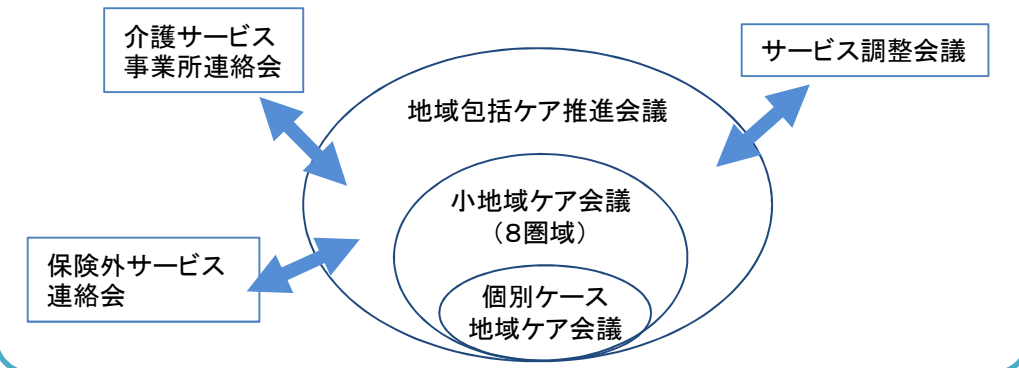 介護サービス
事業所連絡会
サービス調整会議
地域包括ケア推進会議
小地域ケア会議
（8圏域）
保険外サービス
連絡会
個別ケース
地域ケア会議